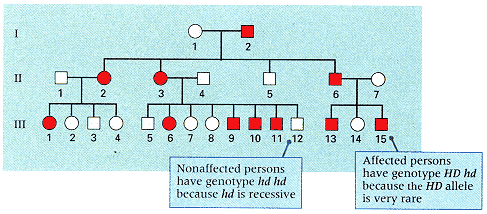 I
1 2
II
1 2 3 4 5 6 7
III
1 2 3 4 5 6 7 8 9 10 11 12 13 14 15
Nonaffected persons
have genotype hd hd
because hd is recessive
Affected persons
have genotype HD hd
because the HD allele
is very rare